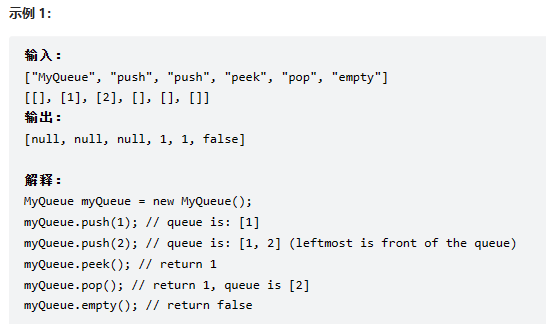 示例 1：
输入：
["MyQueue", "push", "push", "peek", "pop", "empty"]
[[], [1], [2], [], [], []]
输出：
[null, null, null, 1, 1, false]
解释：
MyQueue myQueue = new MyQueue();
myQueue.push(1); // queue is: [1]
myQueue.push(2); // queue is: [1, 2] (leftmost is front of the queue)
myQueue.peek(); // return 1
myQueue.pop(); // return 1, queue is [2]
myQueue.empty(); // return false